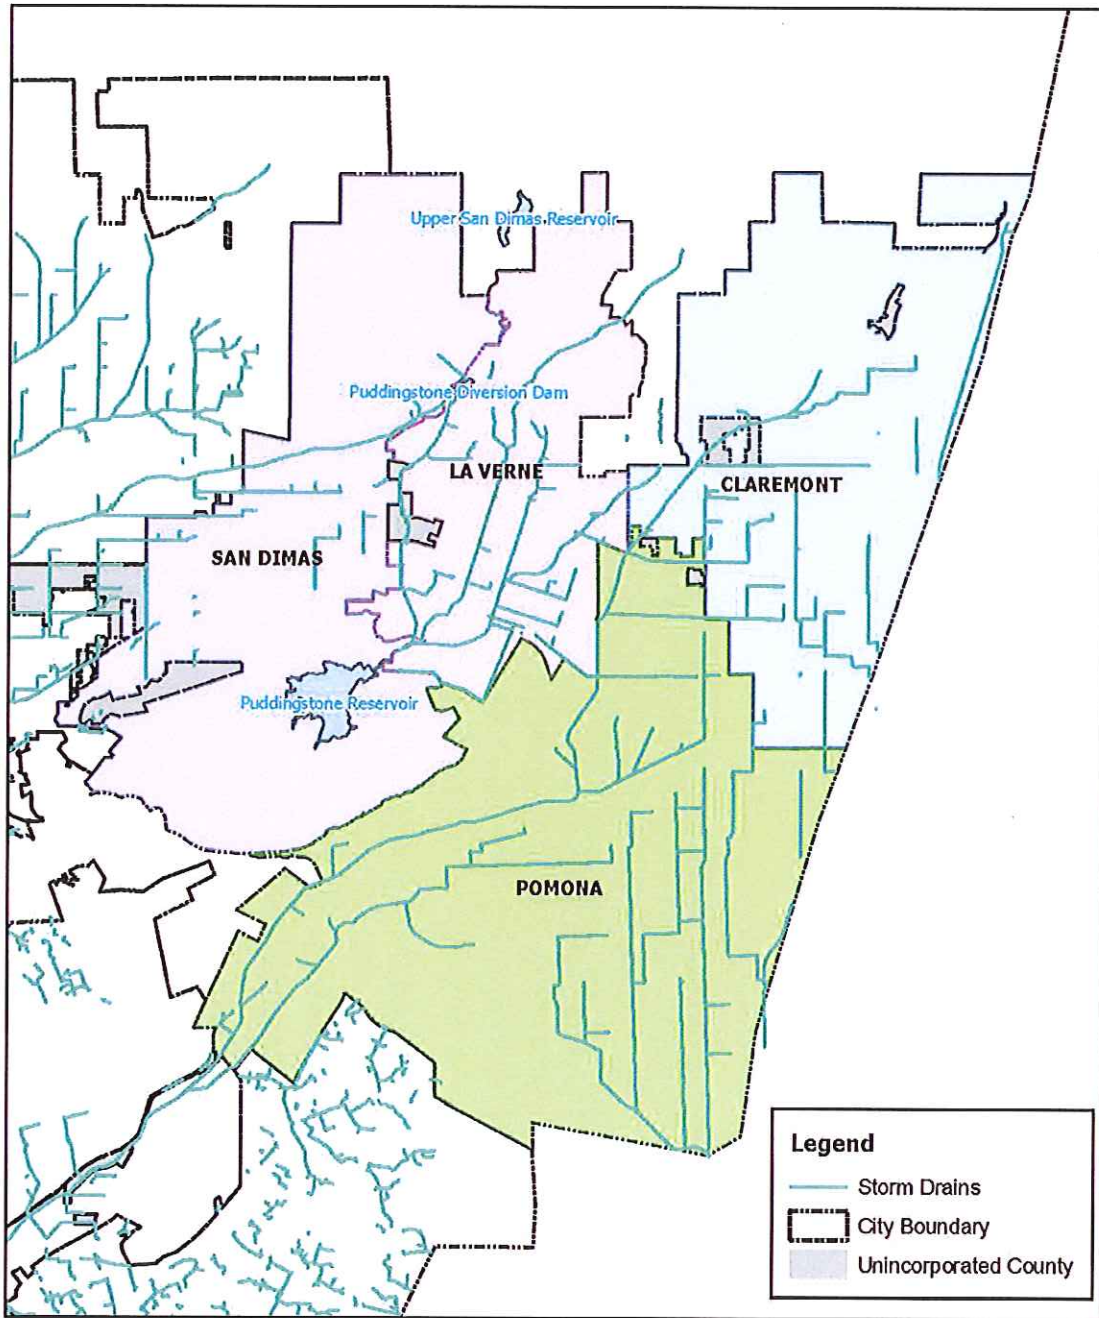 Upper San Dimas Reservoir
Puddingstone Diversion Dam
LA VERNE
CLAREMONT
SAN DIMAS
Puddingstone Reservoir
POMONA
Legend
Storm Drains
City Boundary
Unincorporated County